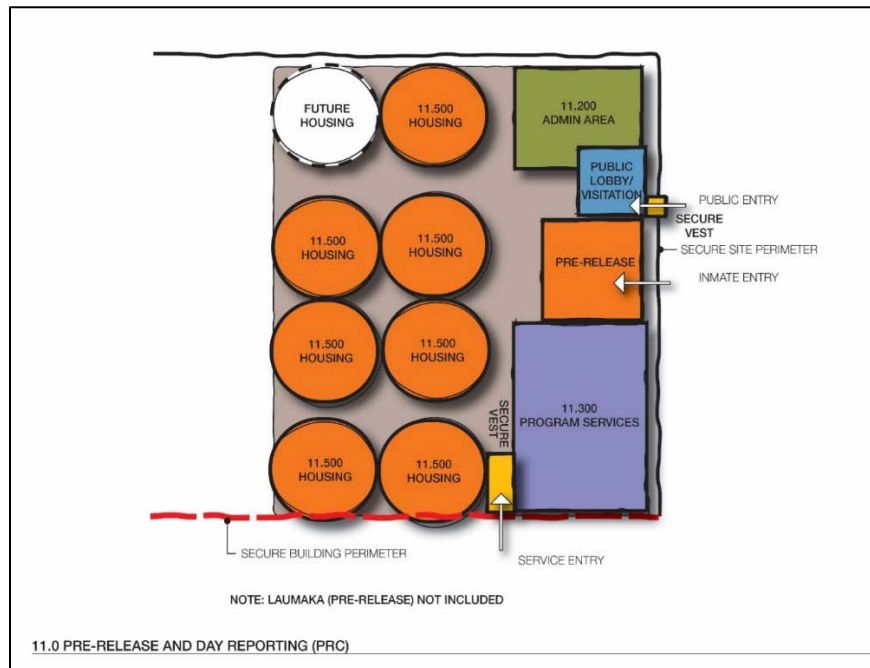 FUTURE
HOUSING
11.500
HOUSING
11.200
ADMIN AREA
PUBLIC
LOBBY/
VISITATION
PUBLIC ENTRY
SECURE
VEST
SECURE SITE PERIMETER
11.500
HOUSING
11.500
HOUSING
PRE-RELEASE
INMATE ENTRY
11.500
HOUSING
11.500
HOUSING
11.300
PROGRAM SERVICES
SECURE
VEST
11.500
HOUSING
11.500
HOUSING
SECURE BUILDING PERIMETER
SERVICE ENTRY
NOTE: LAUMAKA (PRE-RELEASE) NOT INCLUDED
11.0 PRE-RELEASE AND DAY REPORTING (PRC)